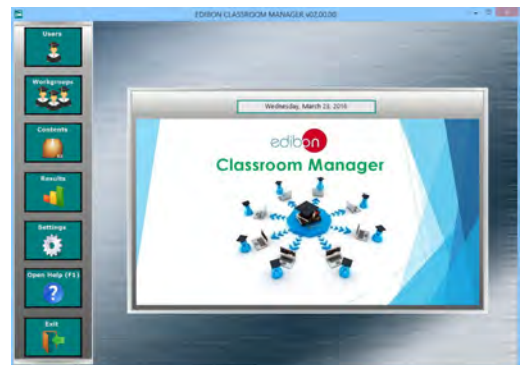 EDIBON CLASSROOM MANAGER v02.00.00
Users
Workgroups
Contents
Results
Settings
Open Help (F1)
Exit
Wednesday, March 23, 2016
edibon
Classroom Manager